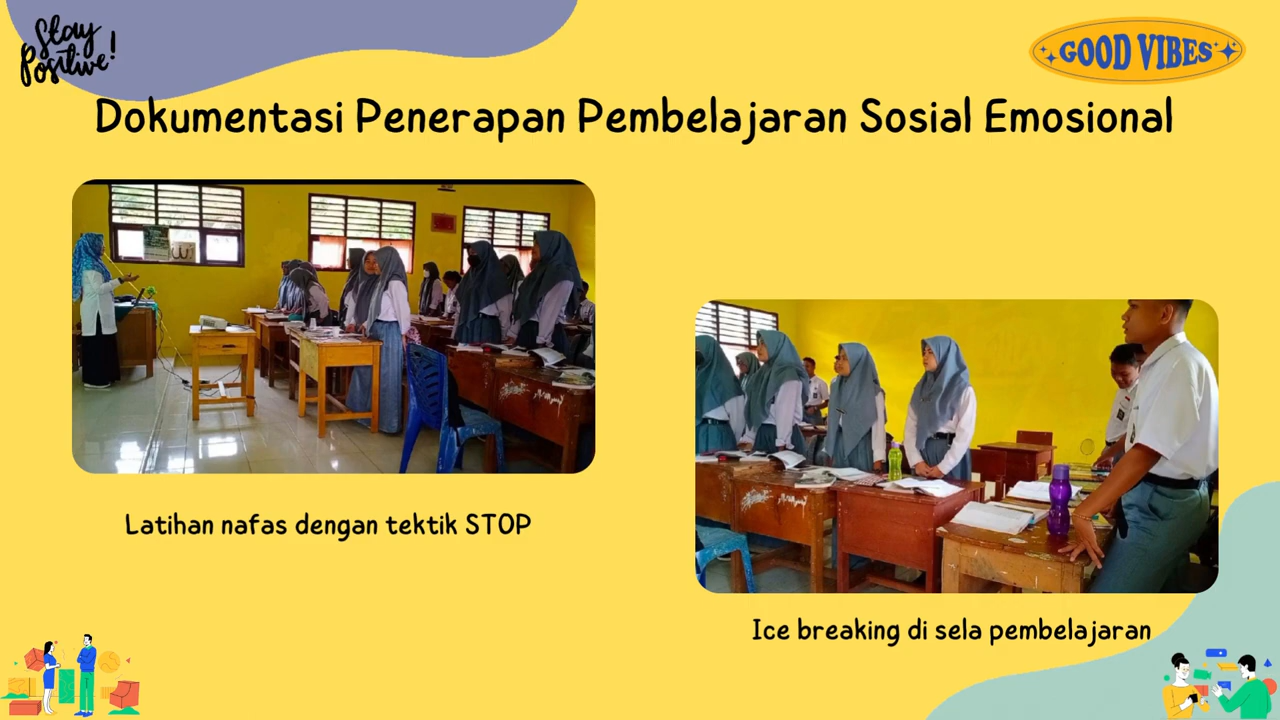 Stay
Positive!
GOOD VIBES
Dokumentasi Penerapan Pembelajaran Sosial Emosional
Latihan nafas dengan tektik STOP
Ice breaking di sela pembelajaran